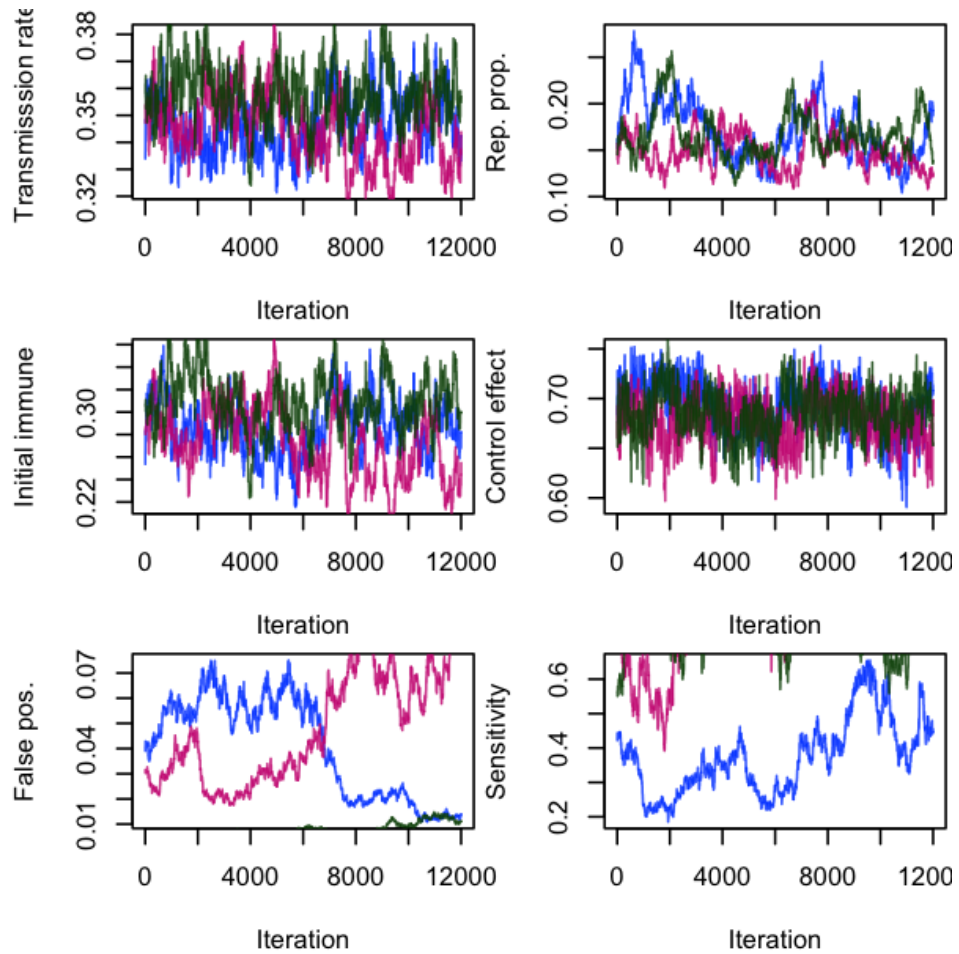 Transmisssion rate
0.32 0.35 0.38
0 4000 8000 12000
Iteration
Rep. prop.
0.10 0.20
0 4000 8000 1200
Iteration
Initial immune
0.22 0.30
0 4000 8000 12000
Iteration
Control effect
0.60 0.70
0 4000 8000 1200
Iteration
False pos.
0.01 0.04 0.07
0 4000 8000 12000
Iteration
Sensitivity
0.2 0.4 0.6
0 4000 8000 1200
Iteration